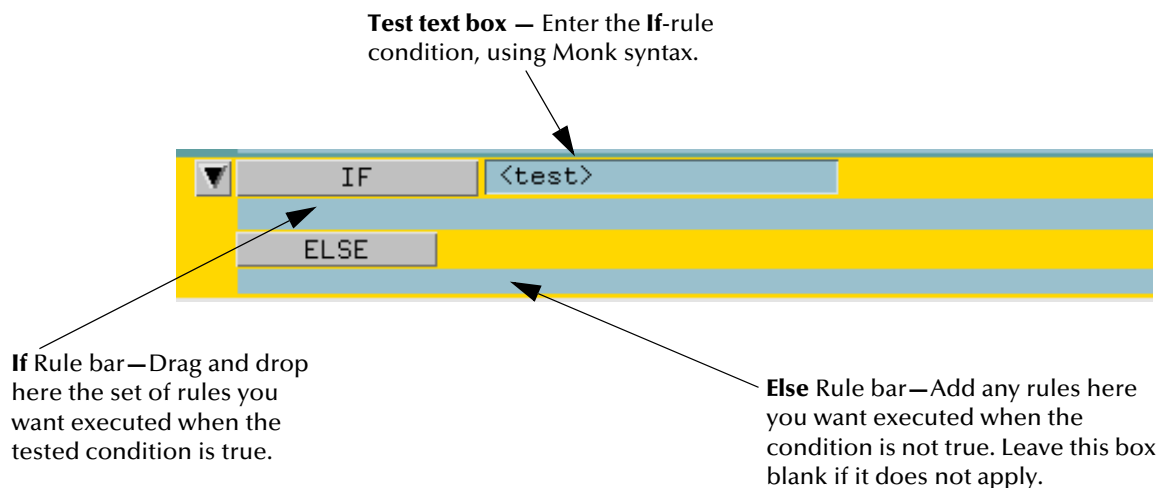 Test text box — Enter the If-rule
condition, using Monk syntax.
IF
<test>
ELSE
If Rule bar—Drag and drop
here the set of rules you
want executed when the
tested condition is true.
Else Rule bar—Add any rules here
you want executed when the
condition is not true. Leave this box
blank if it does not apply.